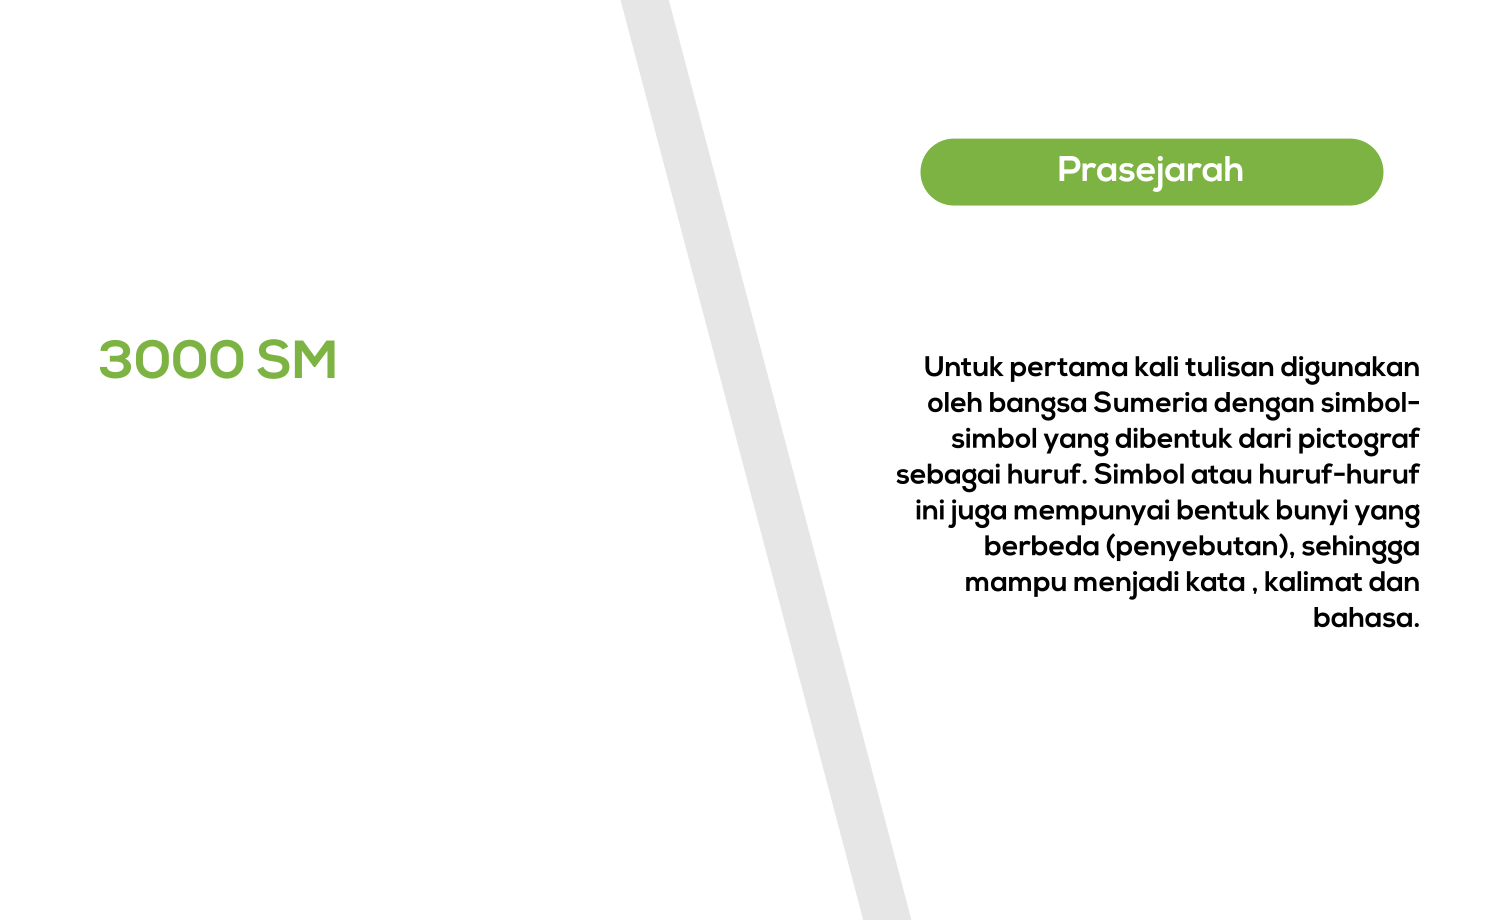 Prasejarah
3000 SM
Untuk pertama kali tulisan digunakan
oleh bangsa Sumeria dengan simbol-
simbol yang dibentuk dari pictograf
sebagai huruf. Simbol atau huruf-huruf
ini juga mempunyai bentuk bunyi yang
berbeda (penyebutan), sehingga
mampu menjadi kata , kalimat dan
bahasa.